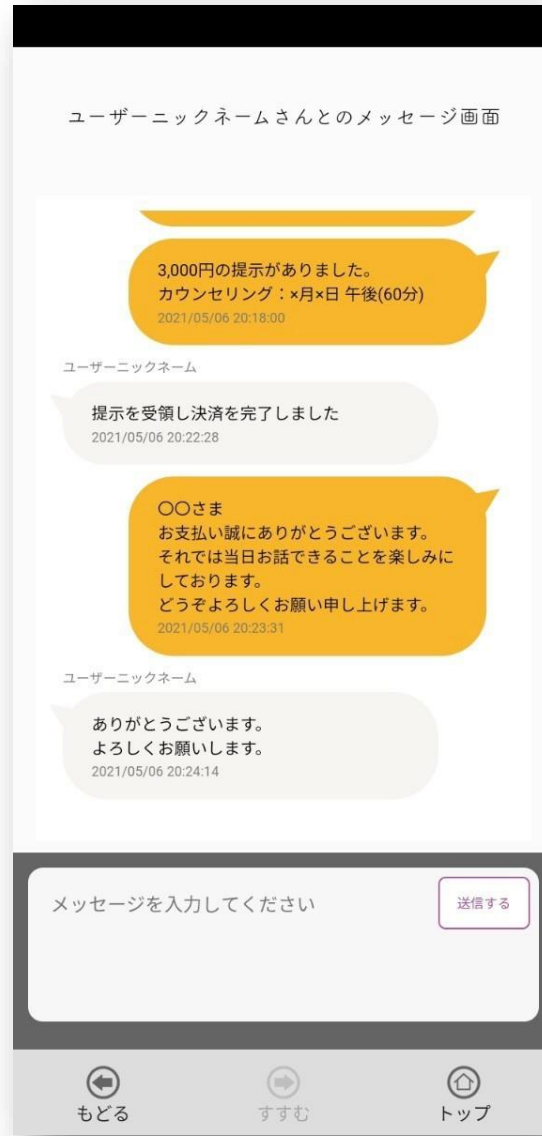 ユーザーニックネームさんとのメッセージ画面
3,000円の提示がありました。
カウンセリング：×月×日 午後(60分)
2021/05/06 20:18:00
ユーザーニックネーム
提示を受領し決済を完了しました
2021/05/06 20:22:28
〇〇さま
お支払い誠にありがとうございます。
それでは当日お話できることを楽しみに
しております。
どうぞよろしくお願い申し上げます。
2021/05/06 20:23:31
ユーザーニックネーム
ありがとうございます。
よろしくお願いします。
2021/05/06 20:24:14
メッセージを入力してください
送信する
もどる
すすむ
トップ